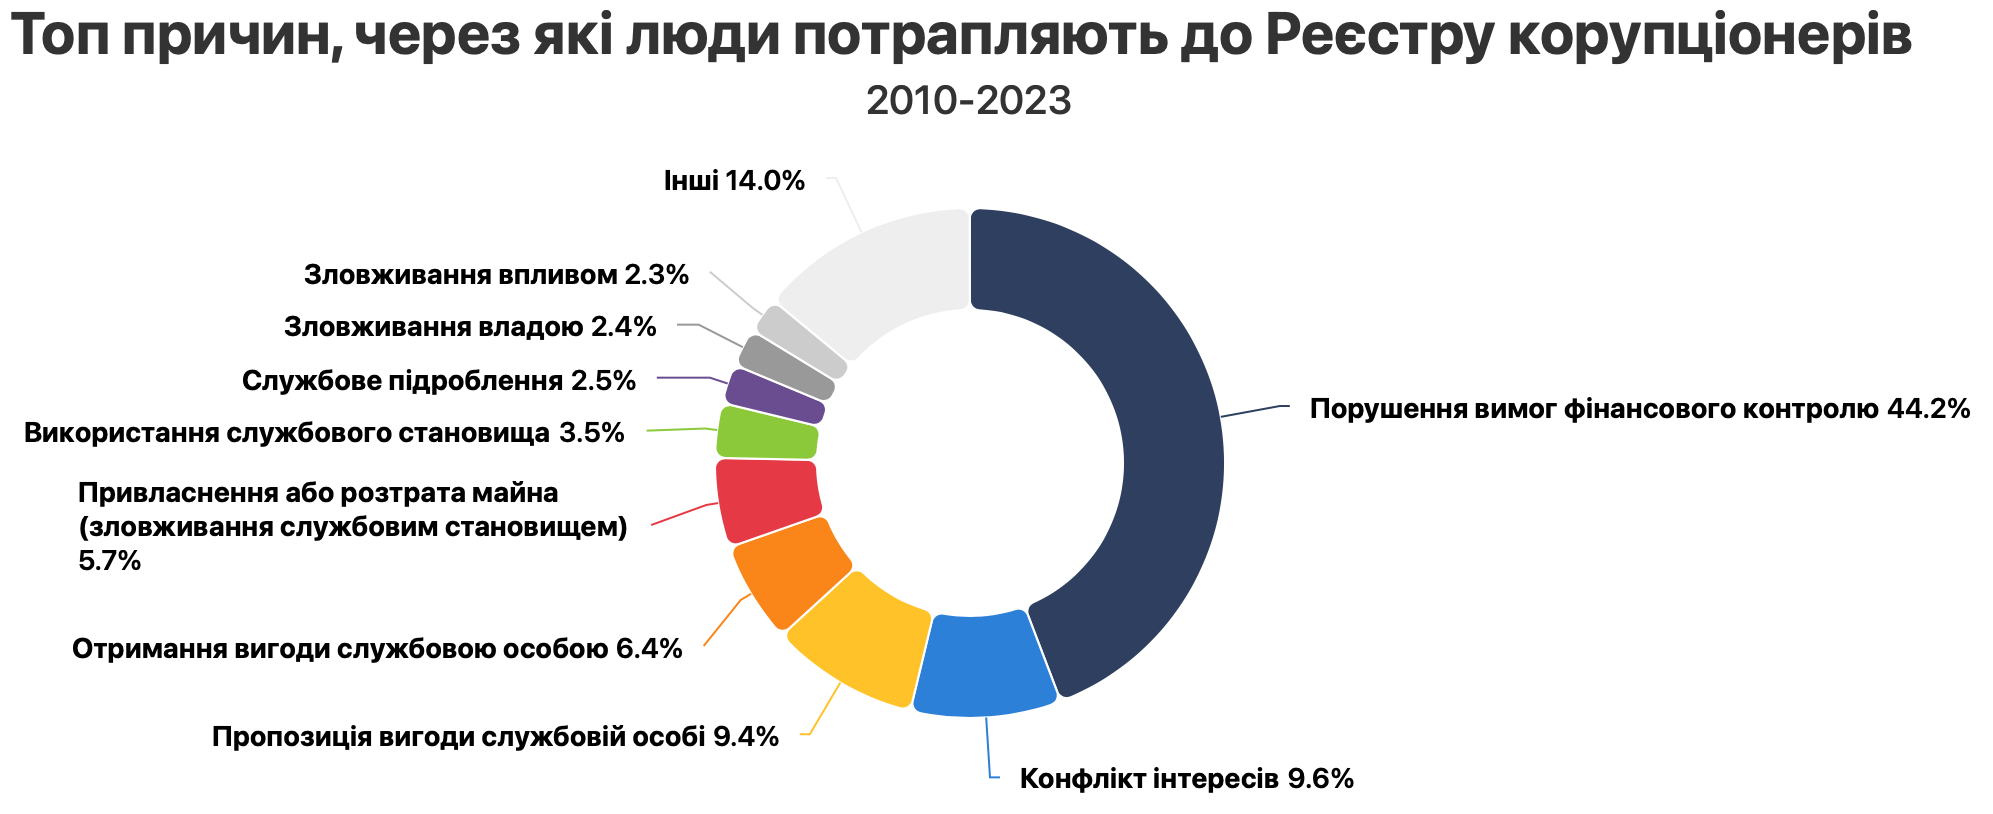 Топ причин, через які люди потрапляють до Реєстру корупціонерів
2010-2023
Інші 14.0%
Зловживання впливом 2.3%
Зловживання владою 2.4%
Службове підроблення 2.5%
Використання службового становища 3.5%
Привласнення або розтрата майна
(зловживання службовим становищем)
5.7%
Отримання вигоди службовою особою 6.4%
Пропозиція вигоди службовій особі 9.4%
Конфлікт інтересів 9.6%
Порушення вимог фінансового контролю 44.2%